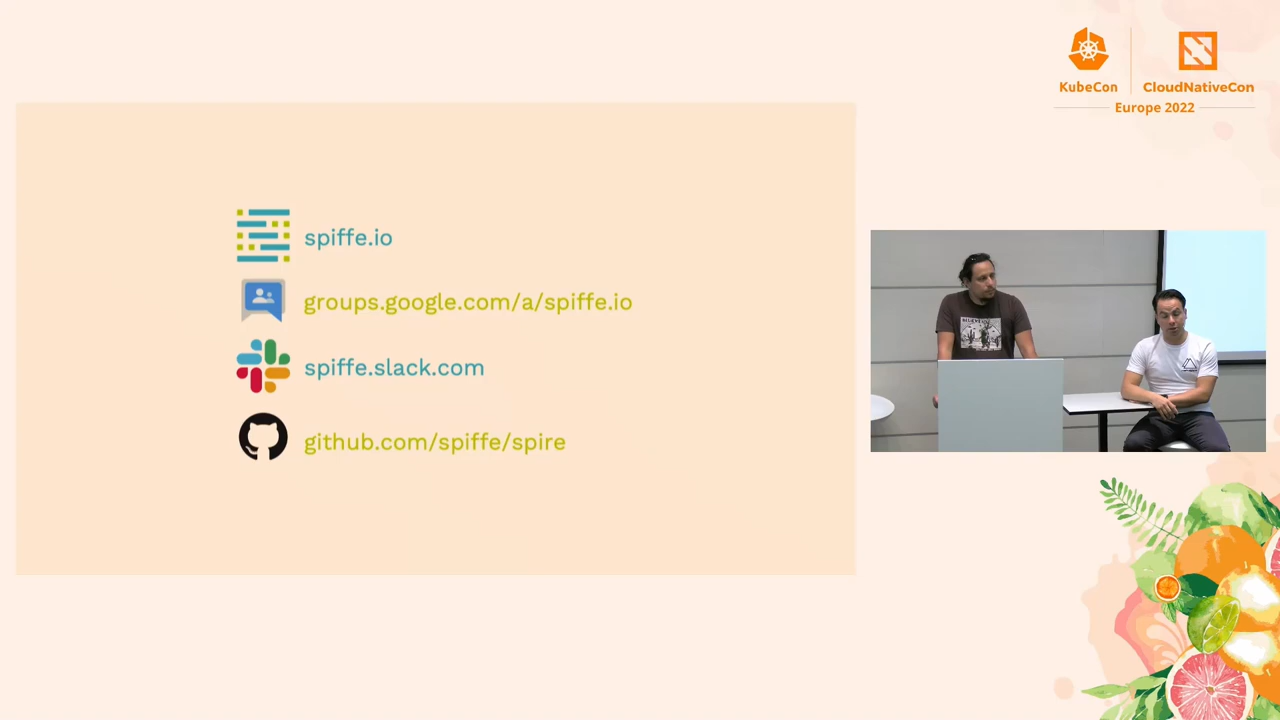 KubeCon
CloudNativeCon
Europe 2022
spiffe.io
groups.google.com/a/spiffe.io
spiffe.slack.com
github.com/spiffe/spire